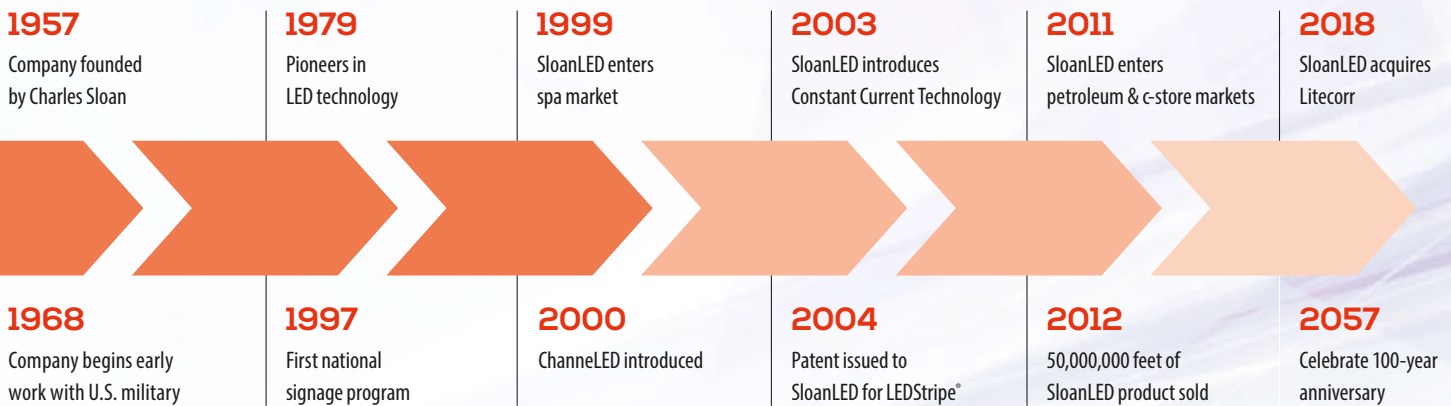 1957
Company founded
by Charles Sloan
1979
Pioneers in
LED technology
1999
SloanLED enters
spa market
2003
SloanLED introduces
Constant Current Technology
2011
SloanLED enters
petroleum & c-store markets
2018
SloanLED acquires
Litecorr
1968
Company begins early
work with U.S. military
1997
First national
signage program
2000
ChanneLED introduced
2004
Patent issued to
SloanLED for LEDStripe®
2012
50,000,000 feet of
SloanLED product sold
2057
Celebrate 100-year
anniversary